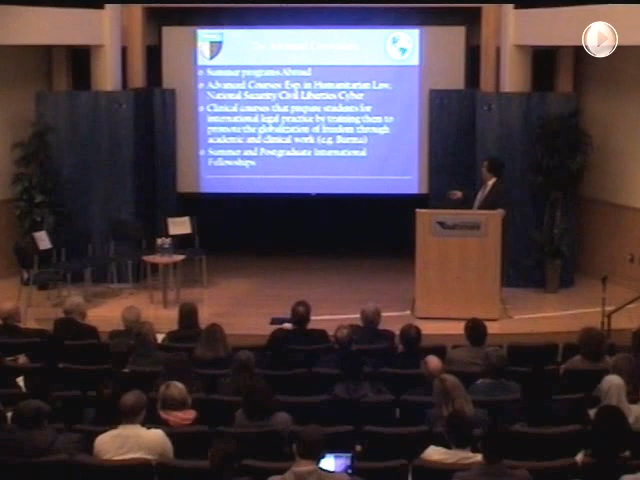 Summer programs Abroad
Advanced Courses: Esp. in Humanitarian Law,
National Security Civil Liberties Cyber
Clinical courses that prepare students for
international legal practice by training them to
promote the globalization of freedom through
academic and clinical work (e.g. Burma)
Summer and Postgraduate International
Fellowships